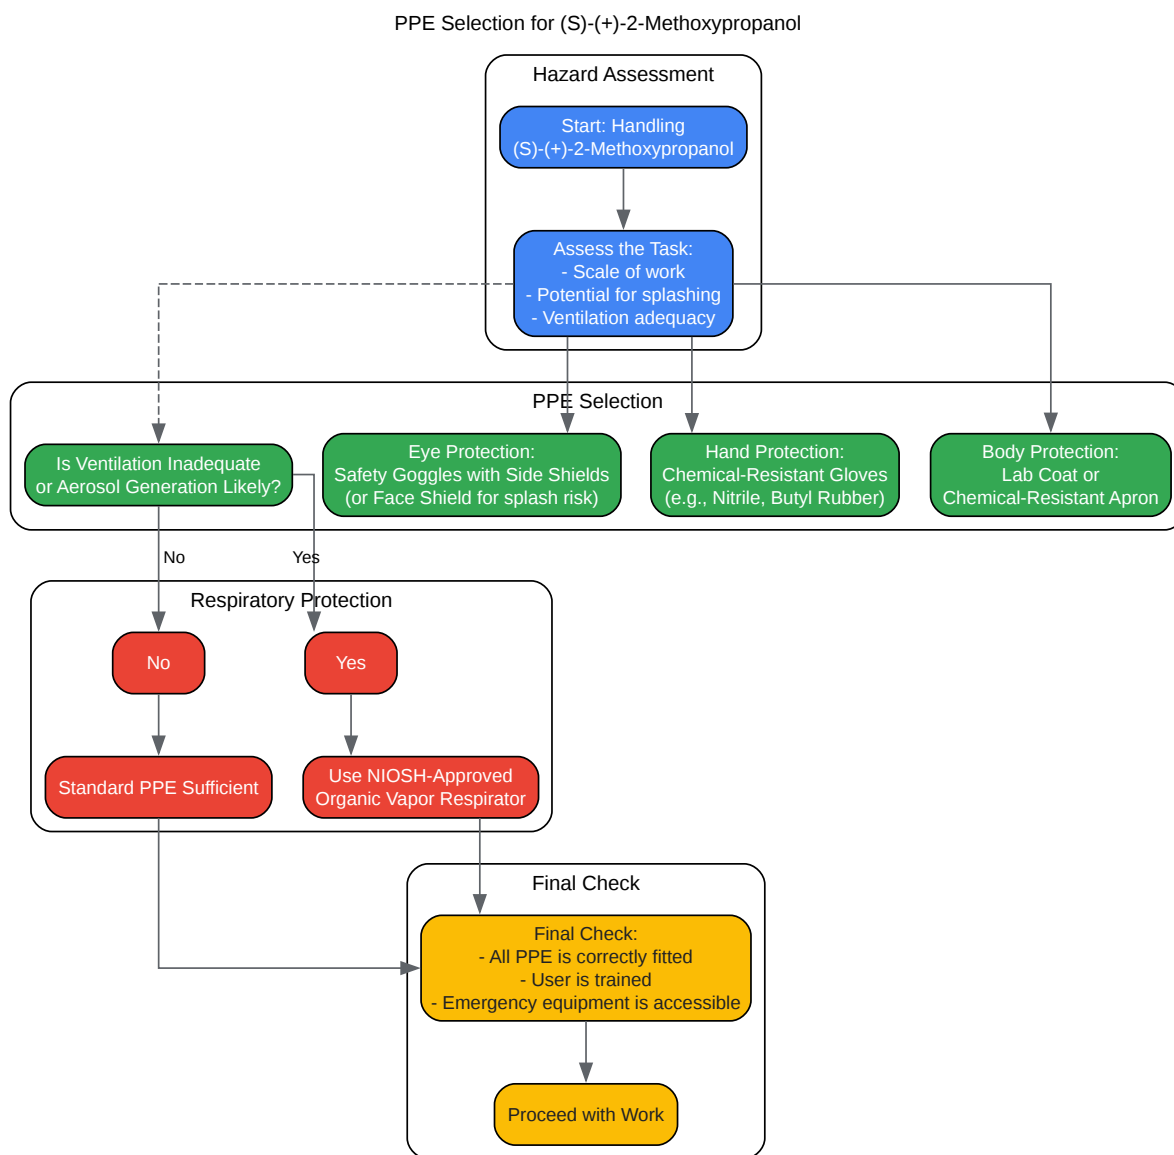 PPE Selection for (S)-(+)-2-Methoxypropanol
Hazard Assessment
Start: Handling
(S)-(+)-2-Methoxypropanol
Assess the Task:
- Scale of work
- Potential for splashing
- Ventilation adequacy
PPE Selection
Is Ventilation Inadequate
or Aerosol Generation Likely?
Eye Protection:
Safety Goggles with Side Shields
(or Face Shield for splash risk)
Hand Protection:
Chemical-Resistant Gloves
(e.g., Nitrile, Butyl Rubber)
Body Protection:
Lab Coat or
Chemical-Resistant Apron
No
Yes
Respiratory Protection
No
Yes
Standard PPE Sufficient
Use NIOSH-Approved
Organic Vapor Respirator
Final Check
Final Check:
- All PPE is correctly fitted
- User is trained
- Emergency equipment is accessible
Proceed with Work